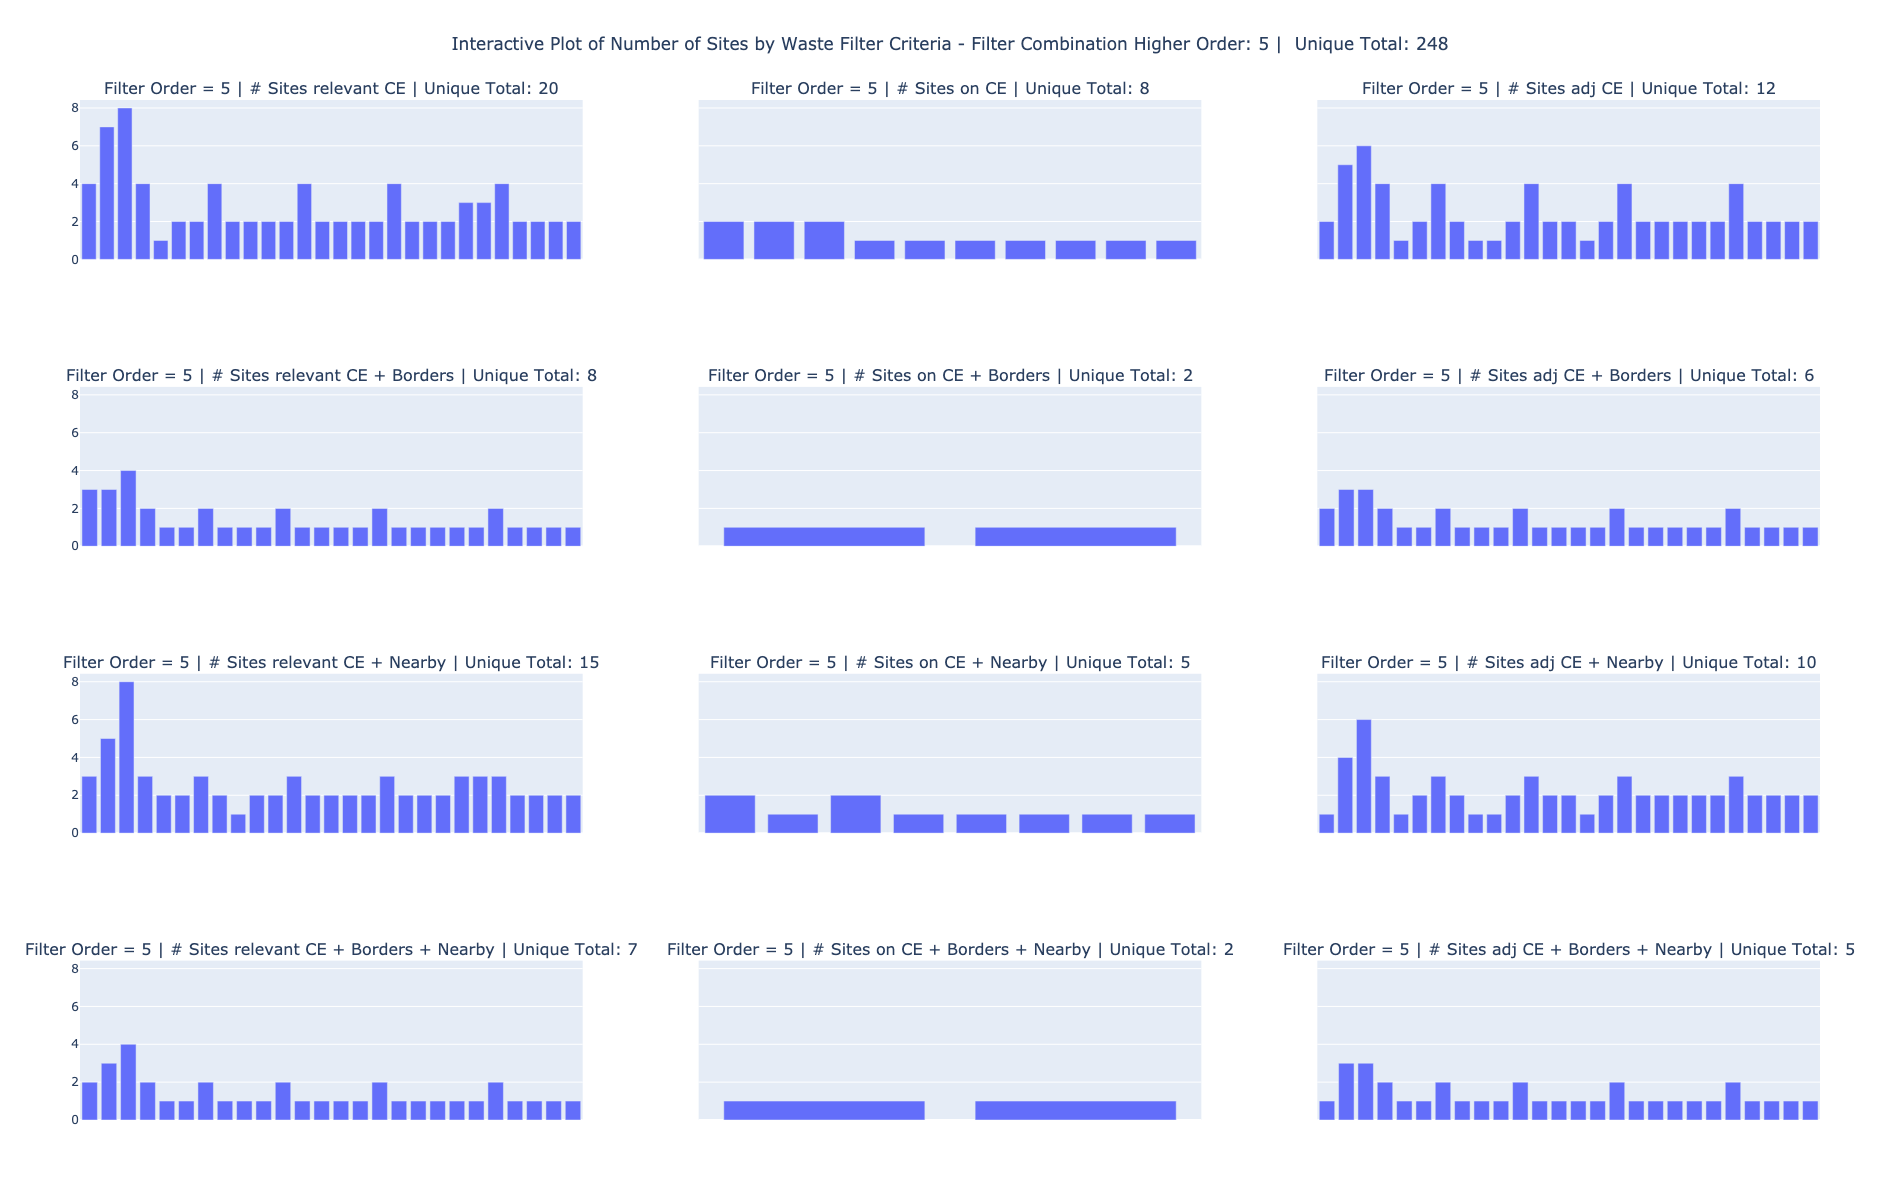 Interactive Plot of Number of Sites by Waste Filter Criteria - Filter Combination Higher Order: 5 |  Unique Total: 248
Filter Order = 5 | # Sites relevant CE | Unique Total: 20
Filter Order = 5 | # Sites on CE | Unique Total: 8
Filter Order = 5 | # Sites adj CE | Unique Total: 12
8
6
4
2
0
Filter Order = 5 | # Sites relevant CE + Borders | Unique Total: 8
Filter Order = 5 | # Sites on CE + Borders | Unique Total: 2
Filter Order = 5 | # Sites adj CE + Borders | Unique Total: 6
8
6
4
2
0
Filter Order = 5 | # Sites relevant CE + Nearby | Unique Total: 15
Filter Order = 5 | # Sites on CE + Nearby | Unique Total: 5
Filter Order = 5 | # Sites adj CE + Nearby | Unique Total: 10
8
6
4
2
0
Filter Order = 5 | # Sites relevant CE + Borders + Nearby | Unique Total: 7
Filter Order = 5 | # Sites on CE + Borders + Nearby | Unique Total: 2
Filter Order = 5 | # Sites adj CE + Borders + Nearby | Unique Total: 5
8
6
4
2
0